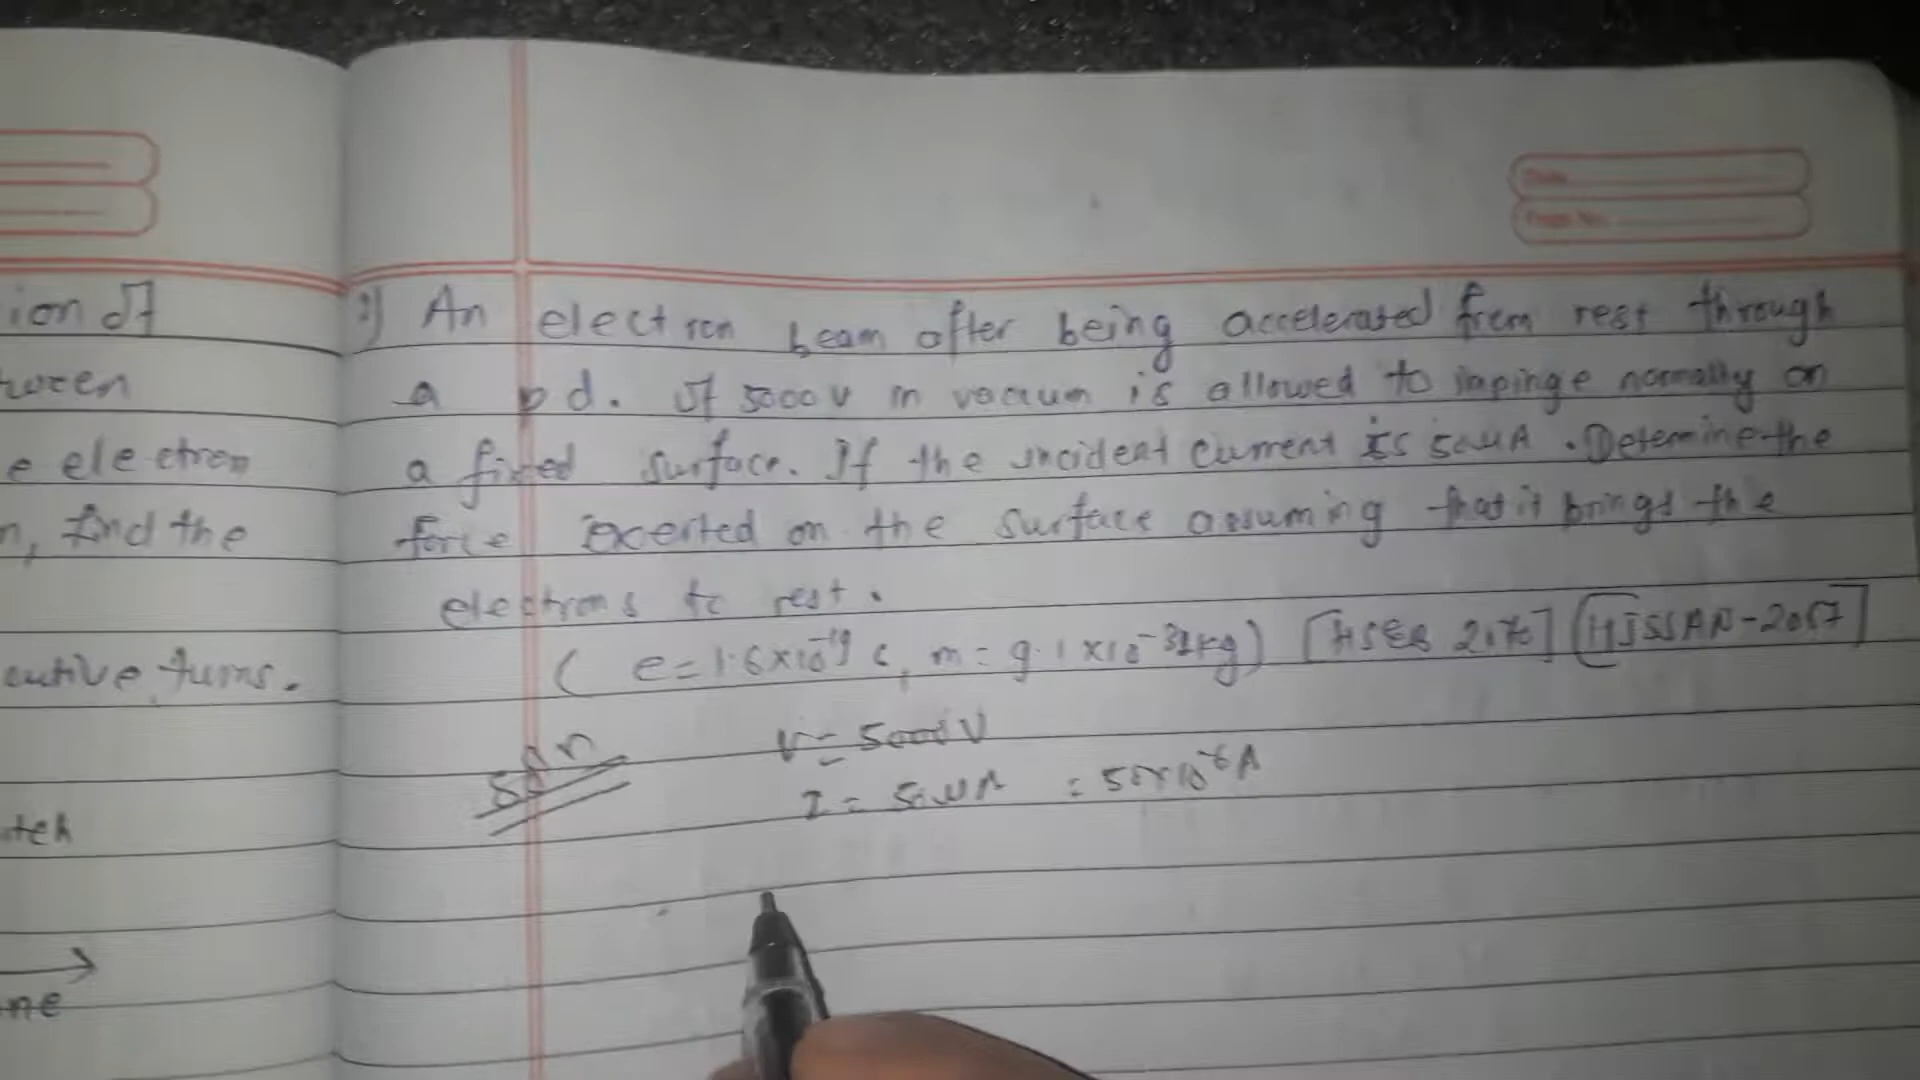 ion of
tween
e electron
n, find the
cutive turns.
ne
2) An electron beam after being accelerated from rest through
a p d. of 5000 V in vacuum is allowed to impinge normally on
a fixed surface. If the incident current is 50 μA. Determine the
force exerted on the surface assuming that it brings the
electrons to rest.
( e = 1.6×10⁻¹⁹ C, m = 9.1 ×10⁻³¹ kg) [HSEB 2070] [HISSAN-2057]
Soln V = 5000 V
I = 50 μA = 50×10⁻⁶ A